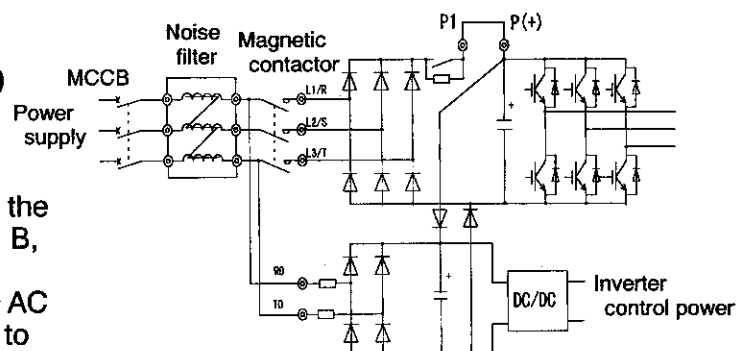 Noise
filter
Magnetic
contactor
MCCB
Power
supply
P1
P(+)
L1/R
L2/S
L3/T
+
the
B,
AC
to
R0
T0
+
DC/DC
Inverter
control power